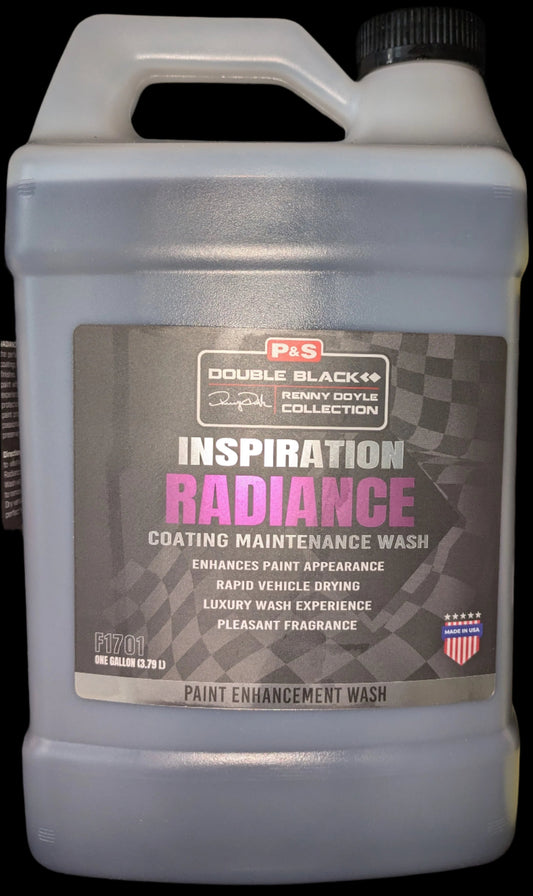 P&S
DOUBLE BLACK
RENNY DOYLE
COLLECTION
INSPIRATION
RADIANCE
COATING MAINTENANCE WASH
ENHANCES PAINT APPEARANCE
RAPID VEHICLE DRYING
LUXURY WASH EXPERIENCE
PLEASANT FRAGRANCE
MADE IN USA
F1701
ONE GALLON (3.79 L)
PAINT ENHANCEMENT WASH